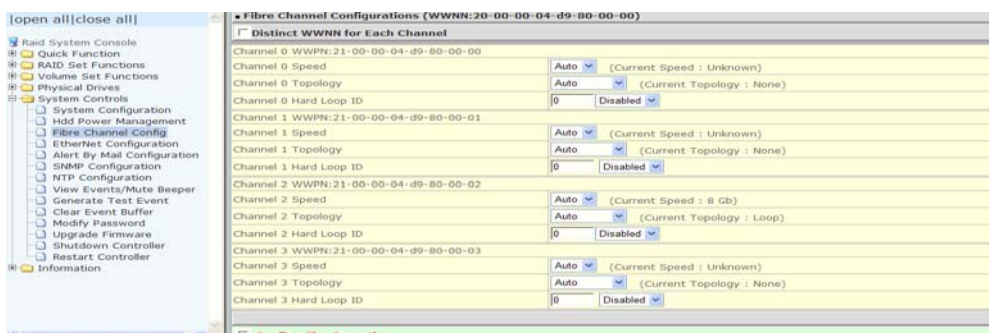 |open all|close all|
Raid System Console
Quick Function
RAID Set Functions
Volume Set Functions
Physical Drives
System Controls
System Configuration
Hdd Power Management
Fibre Channel Config
EtherNet Configuration
Alert By Mail Configuration
SNMP Configuration
NTP Configuration
View Events/Mute Beeper
Generate Test Event
Clear Event Buffer
Modify Password
Upgrade Firmware
Shutdown Controller
Restart Controller
Information
• Fibre Channel Configurations (WWNN:20-00-00-04-d9-80-00-00)
Distinct WWNN for Each Channel
Channel 0 WWPN:21-00-00-04-d9-80-00-00
Channel 0 Speed Auto (Current Speed : Unknown)
Channel 0 Topology Auto (Current Topology : None)
Channel 0 Hard Loop ID 0 Disabled
Channel 1 WWPN:21-00-00-04-d9-80-00-01
Channel 1 Speed Auto (Current Speed : Unknown)
Channel 1 Topology Auto (Current Topology : None)
Channel 1 Hard Loop ID 0 Disabled
Channel 2 WWPN:21-00-00-04-d9-80-00-02
Channel 2 Speed Auto (Current Speed : 8 Gb)
Channel 2 Topology Auto (Current Topology : Loop)
Channel 2 Hard Loop ID 0 Disabled
Channel 3 WWPN:21-00-00-04-d9-80-00-03
Channel 3 Speed Auto (Current Speed : Unknown)
Channel 3 Topology Auto (Current Topology : None)
Channel 3 Hard Loop ID 0 Disabled